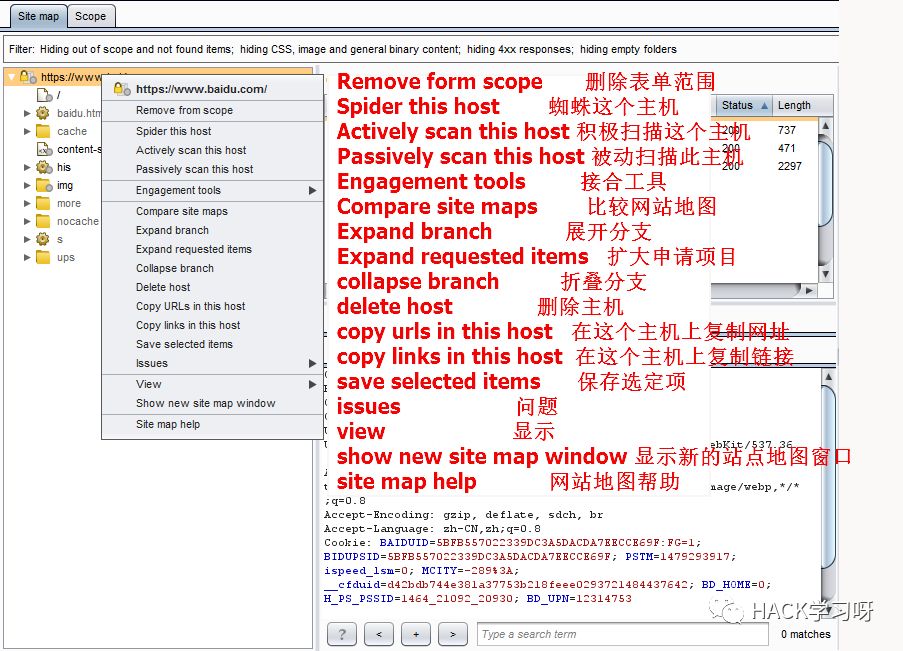 Site map Scope
Filter: Hiding out of scope and not found items; hiding CSS, image and general binary content; hiding 4xx responses; hiding empty folders
https://www
/
baidu.htm
cache
content-s
his
img
more
nocache
s
ups
https://www.baidu.com/
Remove from scope
Spider this host
Actively scan this host
Passively scan this host
Engagement tools
Compare site maps
Expand branch
Expand requested items
Collapse branch
Delete host
Copy URLs in this host
Copy links in this host
Save selected items
Issues
View
Show new site map window
Site map help
Remove form scope 删除表单范围
Spider this host 蜘蛛这个主机
Actively scan this host 积极扫描这个主机
Passively scan this host 被动扫描此主机
Engagement tools 接合工具
Compare site maps 比较网站地图
Expand branch 展开分支
Expand requested items 扩大申请项目
collapse branch 折叠分支
delete host 删除主机
copy urls in this host 在这个主机上复制网址
copy links in this host 在这个主机上复制链接
save selected items 保存选定项
issues 问题
view 显示
show new site map window 显示新的站点地图窗口
site map help 网站地图帮助
Status Length
200 737
200 471
200 2297
ebKit/537.36
mage/webp,*/*
;q=0.8
Accept-Encoding: gzip, deflate, sdch, br
Accept-Language: zh-CN,zh;q=0.8
Cookie: BAIDUID=5BFB557022339DC3A5DACDA7EECCE69F:FG=1;
BIDUPSID=5BFB557022339DC3A5DACDA7EECCE69F; PSTM=1479293917;
ispeed_lsm=0; MCITY=-289%3A;
__cfduid=d42bdb744e381a37753b218feee0293721484437642; BD_HOME=0;
H_PS_PSSID=1464_21092_20930; BD_UPN=12314753
? < + > Type a search term 0 matches
HACK学习呀